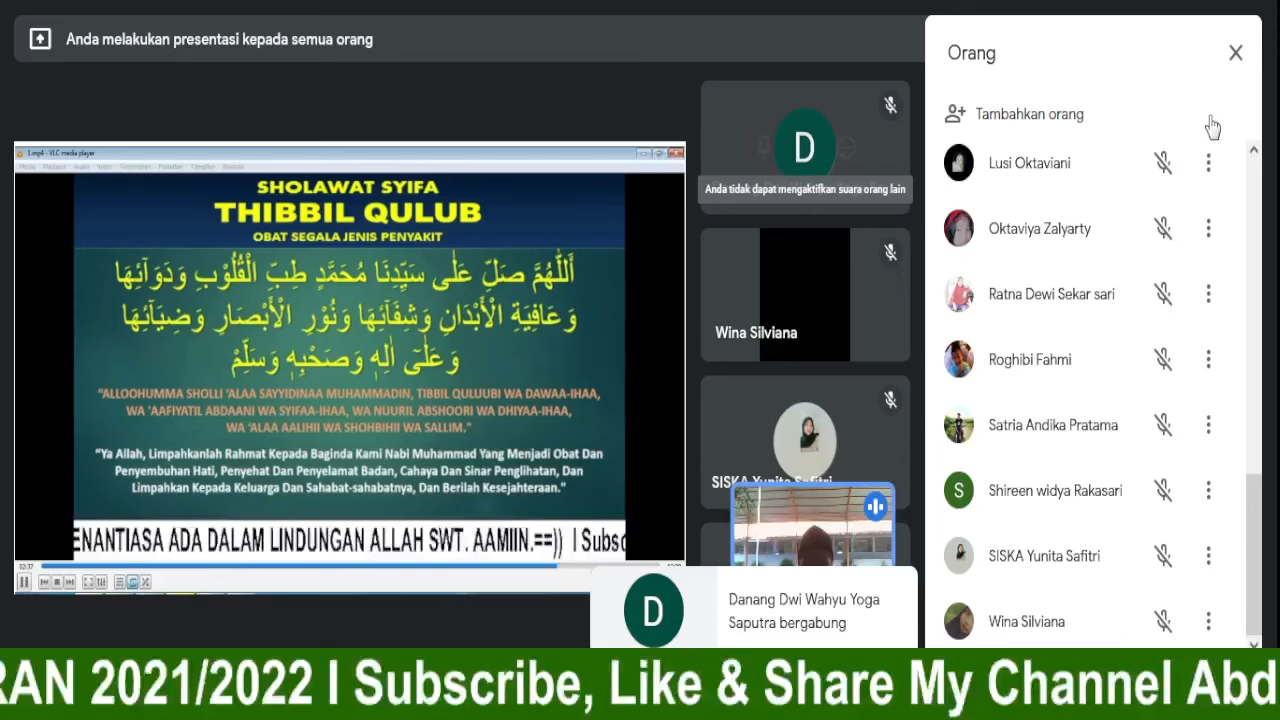 Anda melakukan presentasi kepada semua orang
1.mp4 - VLC media player
SHOLAWAT SYIFA
THIBBIL QULUB
OBAT SEGALA JENIS PENYAKIT
أَللّٰهُمَّ صَلِّ عَلٰى سَيِّدِنَا مُحَمَّدٍ طِبِّ الْقُلُوْبِ وَدَوَآئِهَا
وَعَافِيَةِ الْأَبْدَانِ وَشِفَآئِهَا وَنُوْرِ الْأَبْصَارِ وَضِيَآئِهَا
وَعَلٰٓى اٰلِهٖ وَصَحْبِهٖ وَسَلِّمْ
“ALLOOHUMMA SHOLLI ‘ALAA SAYYIDINAA MUHAMMADIN, TIBBIL QULUUBI WA DAWAA-IHAA,
WA ‘AAFIYATIL ABDAANI WA SYIFAA-IHAA, WA NUURIL ABSHOORI WA DHIYAA-IHAA,
WA ‘ALAA AALIHII WA SHOHBIHII WA SALLIM.”
“Ya Allah, Limpahkanlah Rahmat Kepada Baginda Kami Nabi Muhammad Yang Menjadi Obat Dan
Penyembuhan Hati, Penyehat Dan Penyelamat Badan, Cahaya Dan Sinar Penglihatan, Dan
Limpahkan Kepada Keluarga Dan Sahabat-sahabatnya, Dan Berilah Kesejahteraan.”
ENANTIASA ADA DALAM LINDUNGAN ALLAH SWT. AAMIIN.==)) I Subsc
02:37
D
Anda tidak dapat mengaktifkan suara orang lain
Wina Silviana
SISKA Yunita Safitri
D
Danang Dwi Wahyu Yoga
Saputra bergabung
Orang
Tambahkan orang
Lusi Oktaviani
Oktaviya Zalyarty
Ratna Dewi Sekar sari
Roghibi Fahmi
Satria Andika Pratama
S
Shireen widya Rakasari
SISKA Yunita Safitri
Wina Silviana
RAN 2021/2022 I Subscribe, Like & Share My Channel Abd